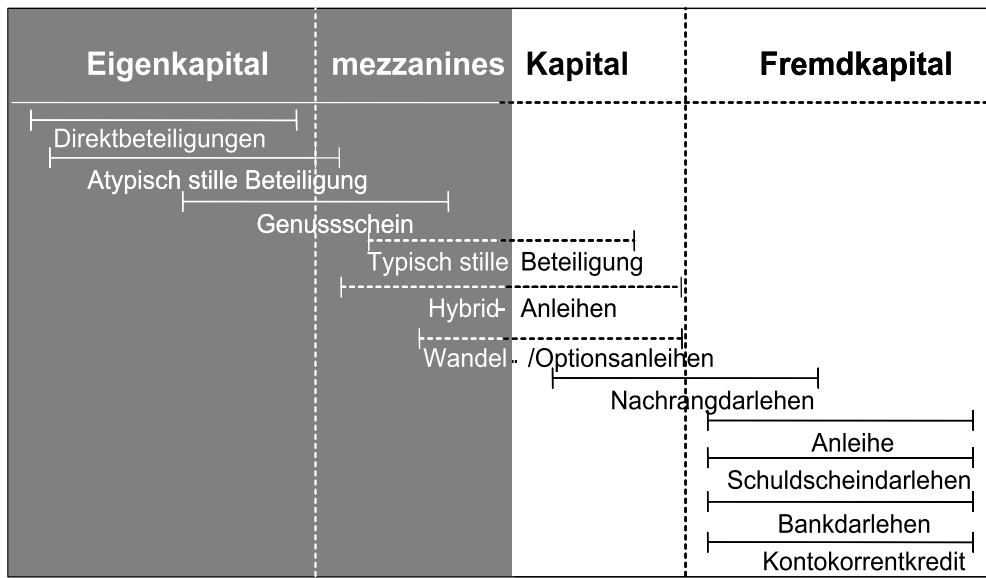 Eigenkapital mezzanines Kapital Fremdkapital
Direktbeteiligungen
Atypisch stille Beteiligung
Genussschein
Typisch stille Beteiligung
Hybrid- Anleihen
Wandel- /Optionsanleihen
Nachrangdarlehen
Anleihe
Schuldscheindarlehen
Bankdarlehen
Kontokorrentkredit